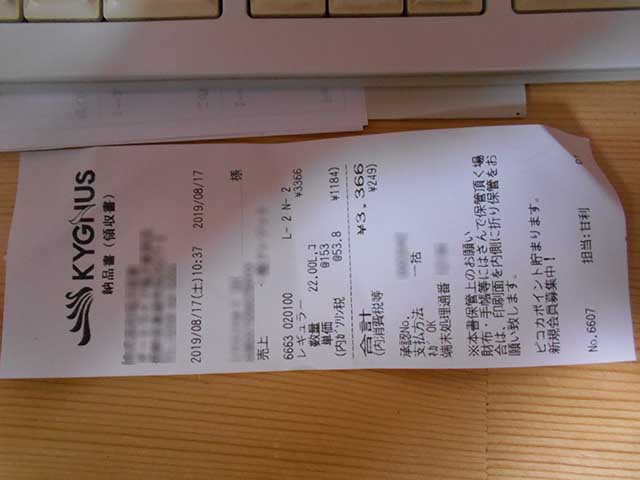 KYGNUS
納品書(領収書)
2019/08/17(土)10:37 2019/08/17
様
売上
6663 020100 L-2 N-2
レギュラー ¥3366
数量 22.00L
単価 @153
@53.8
(内ガソリン税 ¥1184)
合計 ¥3,366
(内消費税等 ¥249)
承認No.
支払方法 一括
OK
端末処理通番
※本書保管上のお願い
財布・手帳等にはさんで保管頂く場
合は、印刷面を内側に折り保管をお
願い致します。
ピコカポイント貯まります。
新規会員募集中!
No.6607 担当:甘利